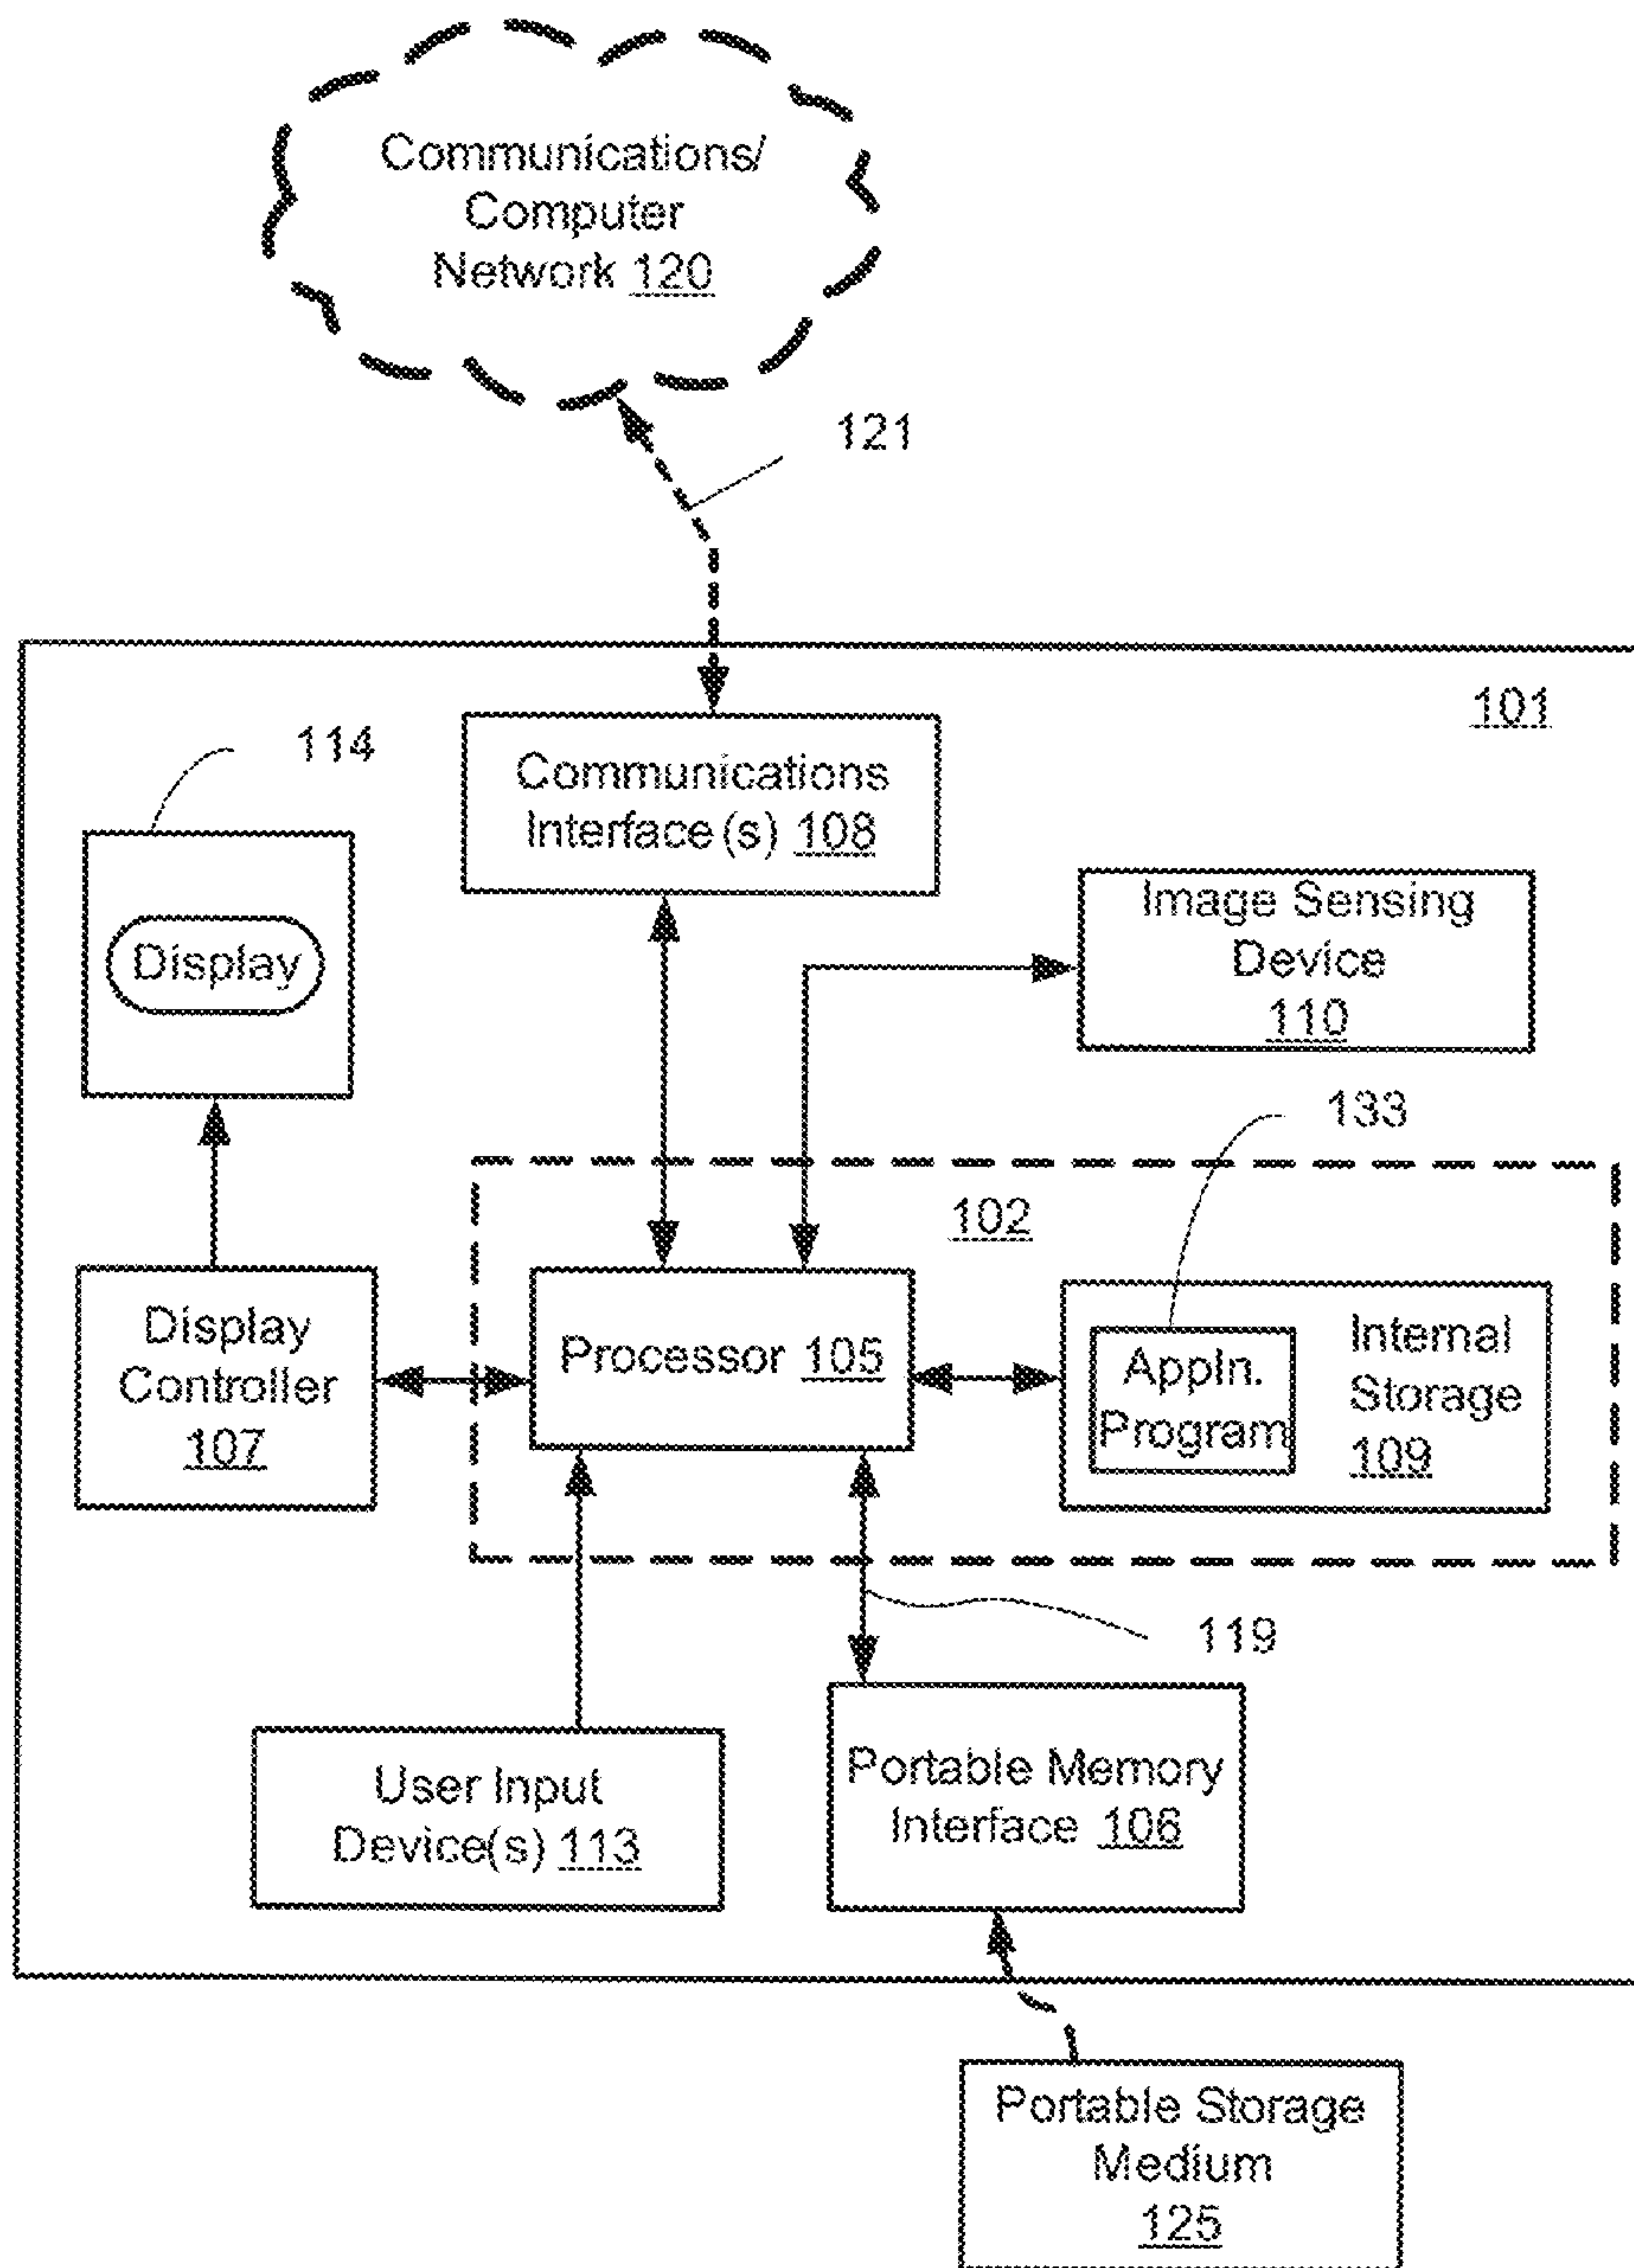 Communications/
Computer
Network 120
121
101
114
Communications
Interface(s) 108
Display
Image Sensing
Device
110
133
102
Display
Controller
107
Processor 105
Appln.
Program
Internal
Storage
109
119
User Input
Device(s) 113
Portable Memory
Interface 106
Portable Storage
Medium
125